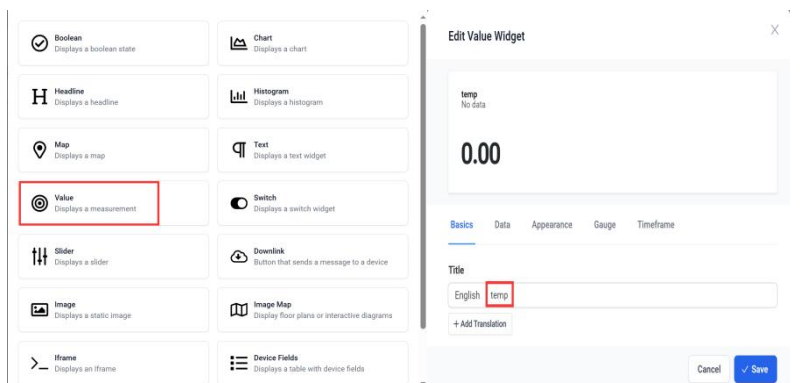 Boolean
Displays a boolean state
Chart
Displays a chart
Headline
Displays a headline
Histogram
Displays a histogram
Map
Displays a map
Text
Displays a text widget
Value
Displays a measurement
Switch
Displays a switch widget
Slider
Displays a slider
Downlink
Button that sends a message to a device
Image
Displays a static image
Image Map
Display floor plans or interactive diagrams
Iframe
Displays an Iframe
Device Fields
Displays a table with device fields
Edit Value Widget
temp
No data
0.00
Basics Data Appearance Gauge Timeframe
Title
English temp
+ Add Translation
Cancel ✓ Save